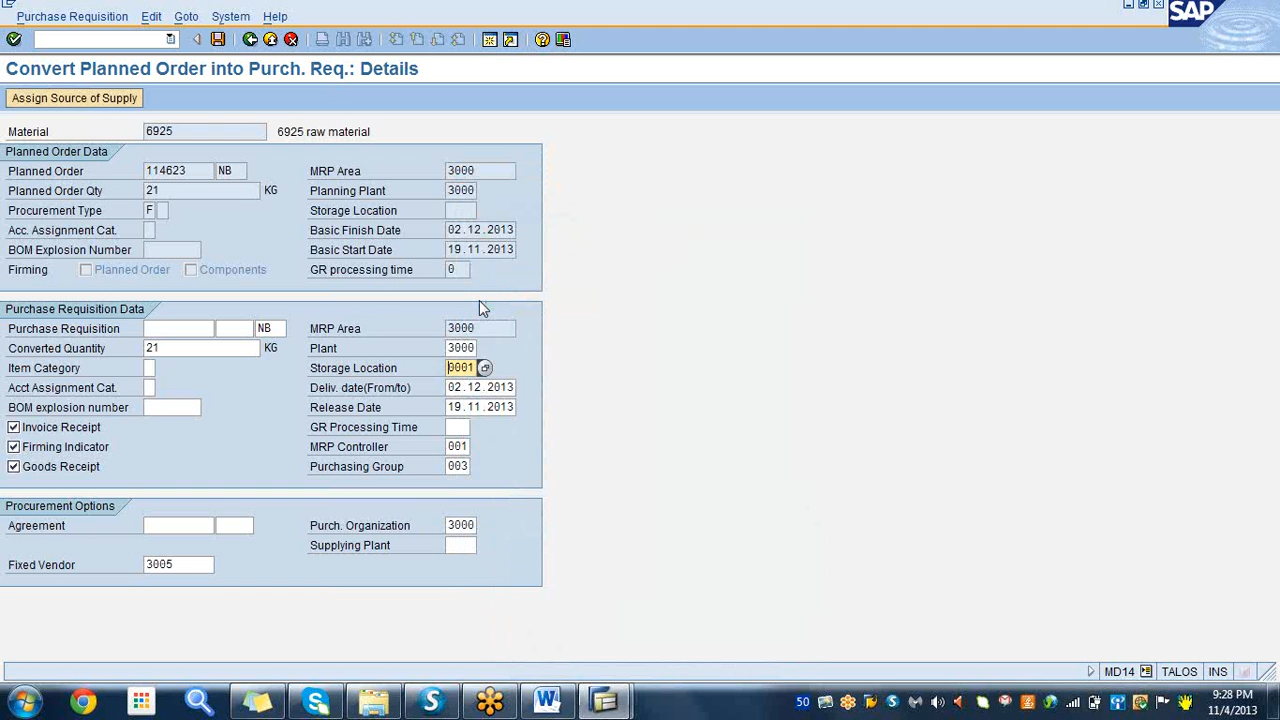 Purchase Requisition Edit Goto System Help
SAP
Convert Planned Order into Purch. Req.: Details
Assign Source of Supply
Material 6925 6925 raw material
Planned Order Data
Planned Order 114623 NB MRP Area 3000
Planned Order Qty 21 KG Planning Plant 3000
Procurement Type F Storage Location
Acc. Assignment Cat. Basic Finish Date 02.12.2013
BOM Explosion Number Basic Start Date 19.11.2013
Firming Planned Order Components GR processing time 0
Purchase Requisition Data
Purchase Requisition NB MRP Area 3000
Converted Quantity 21 KG Plant 3000
Item Category Storage Location 0001
Acct Assignment Cat. Deliv. date(From/to) 02.12.2013
BOM explosion number Release Date 19.11.2013
Invoice Receipt GR Processing Time
Firming Indicator MRP Controller 001
Goods Receipt Purchasing Group 003
Procurement Options
Agreement Purch. Organization 3000
Supplying Plant
Fixed Vendor 3005
MD14 TALOS INS
50 9:28 PM
11/4/2013